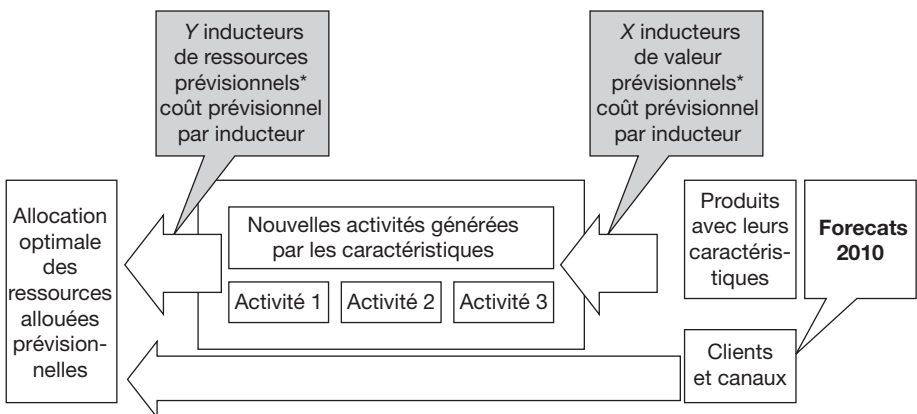 Y inducteurs
de ressources
prévisionnels*
coût prévisionnel
par inducteur
X inducteurs
de valeur
prévisionnels*
coût prévisionnel
par inducteur
Allocation
optimale
des
ressources
allouées
prévision-
nelles
Nouvelles activités générées
par les caractéristiques
Activité 1
Activité 2
Activité 3
Produits
avec leurs
caractéris-
tiques
Forecats
2010
Clients
et canaux